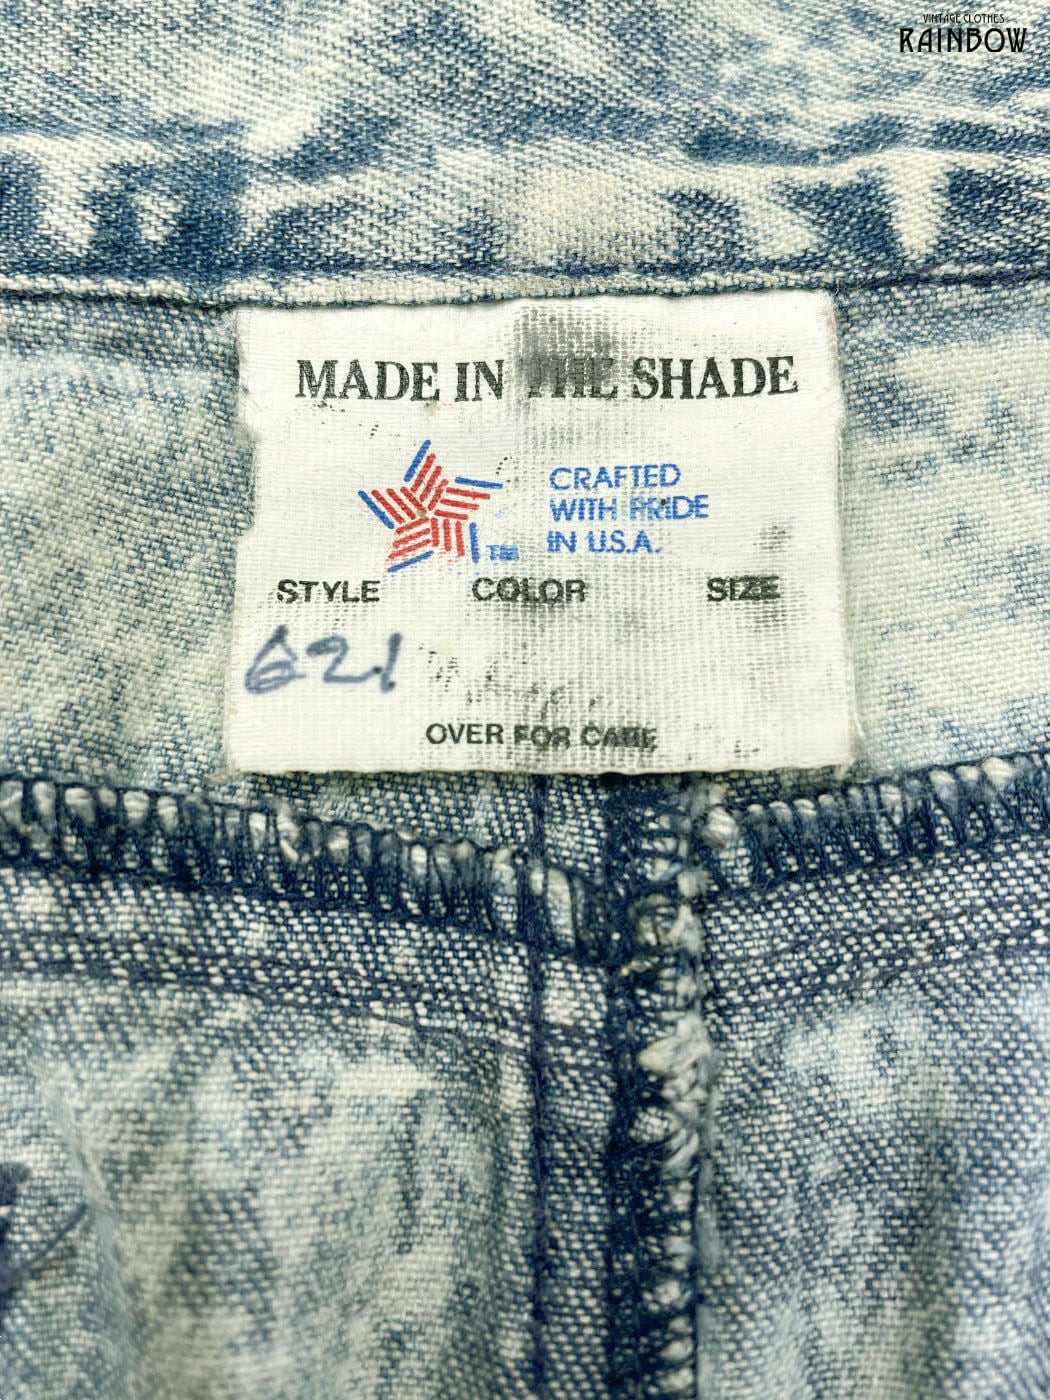 VINTAGE CLOTHES
RAINBOW
MADE IN THE SHADE
CRAFTED
WITH PRIDE
IN U.S.A.
TM
STYLE COLOR SIZE
621
OVER FOR CARE